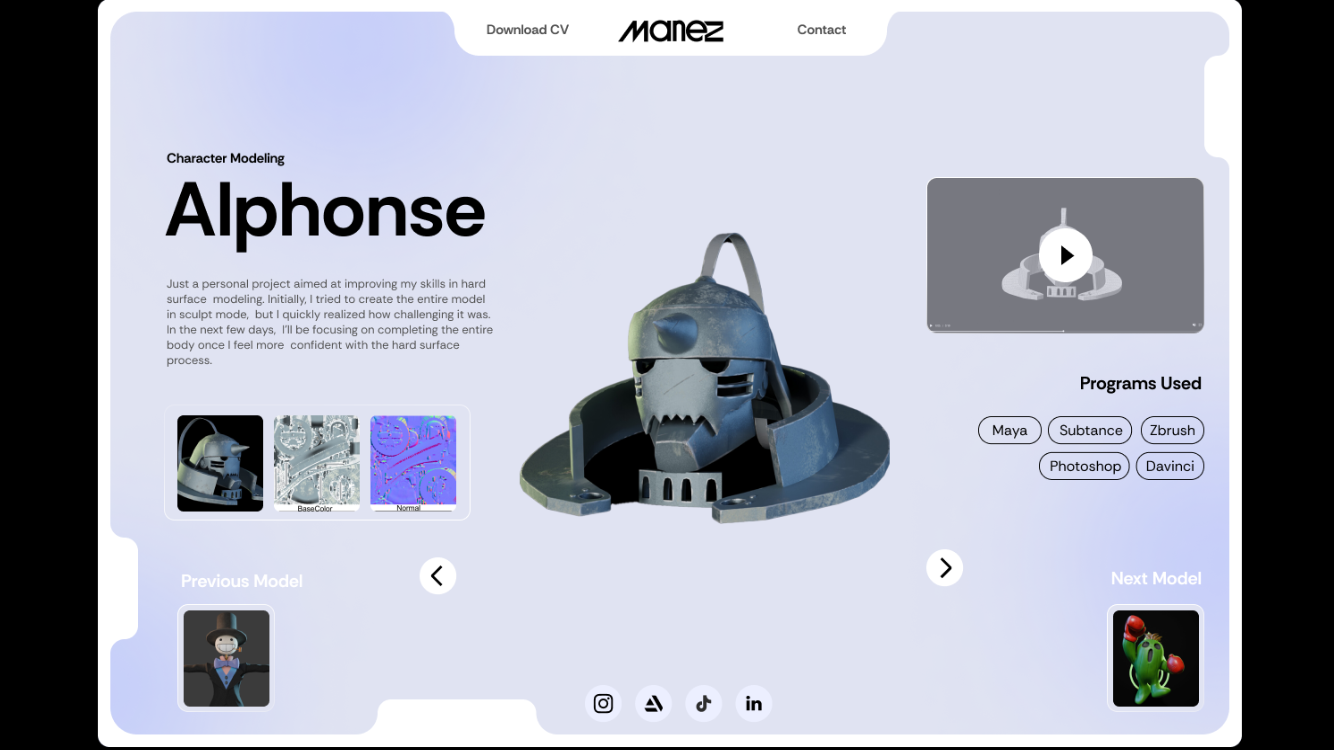 Download CV
Manez
Contact
Character Modeling
Alphonse
Just a personal project aimed at improving my skills in hard
surface modeling. Initially, I tried to create the entire model
in sculpt mode, but I quickly realized how challenging it was.
In the next few days, I'll be focusing on completing the entire
body once I feel more confident with the hard surface
process.
BaseColor
Normal
Programs Used
Maya
Subtance
Zbrush
Photoshop
Davinci
Previous Model
Next Model
in